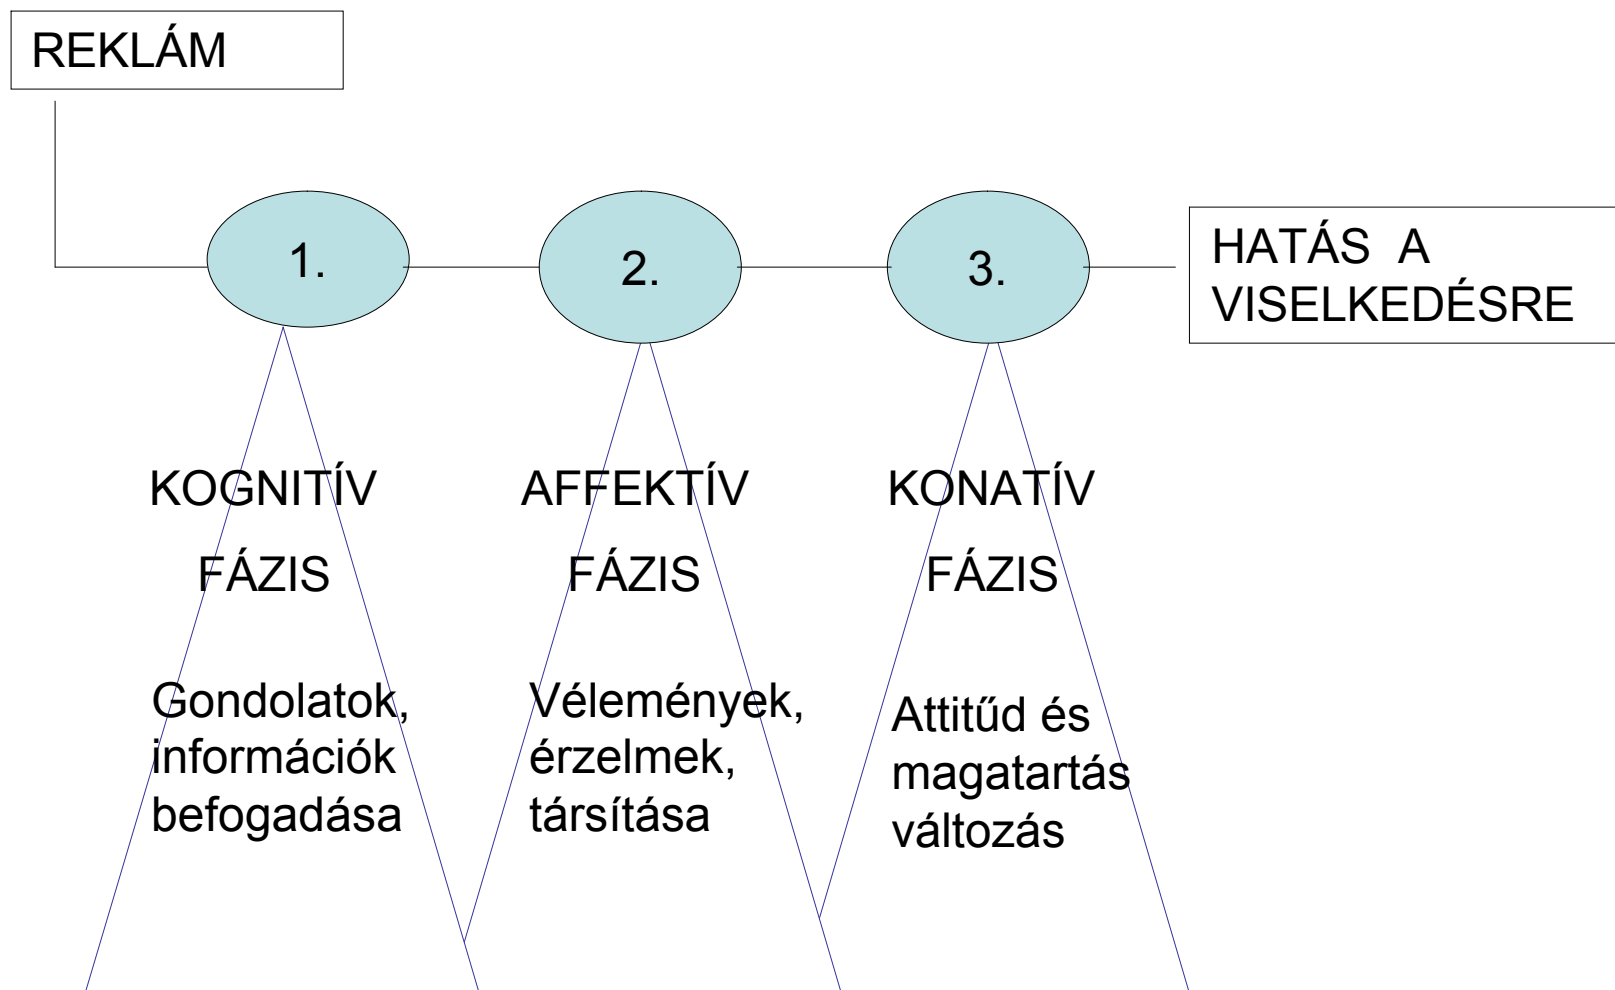 REKLÁM
1.
2.
3.
HATÁS A
VISELKEDÉSRE
KOGNITÍV
FÁZIS
Gondolatok,
információk
befogadása
AFFEKTÍV
FÁZIS
Vélemények,
érzelmek,
társítása
KONATÍV
FÁZIS
Attitűd és
magatartás
változás